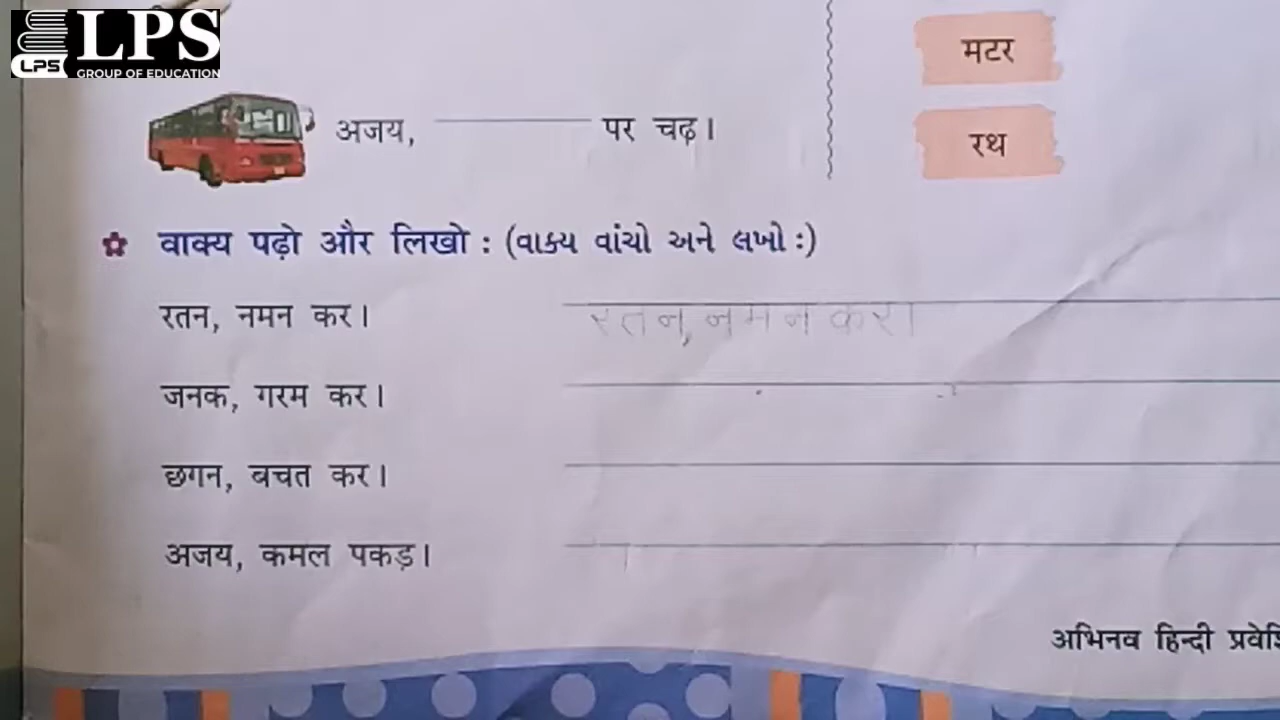 LPS
LPS
GROUP OF EDUCATION
मटर
अजय, ________ पर चढ़।
रथ
वाक्य पढ़ो और लिखो : (વાક્ય વાંચો અને લખો :)
रतन, नमन कर।
रतन, नमन कर।
जनक, गरम कर।
छगन, बचत कर।
अजय, कमल पकड़।
अभिनव हिन्दी